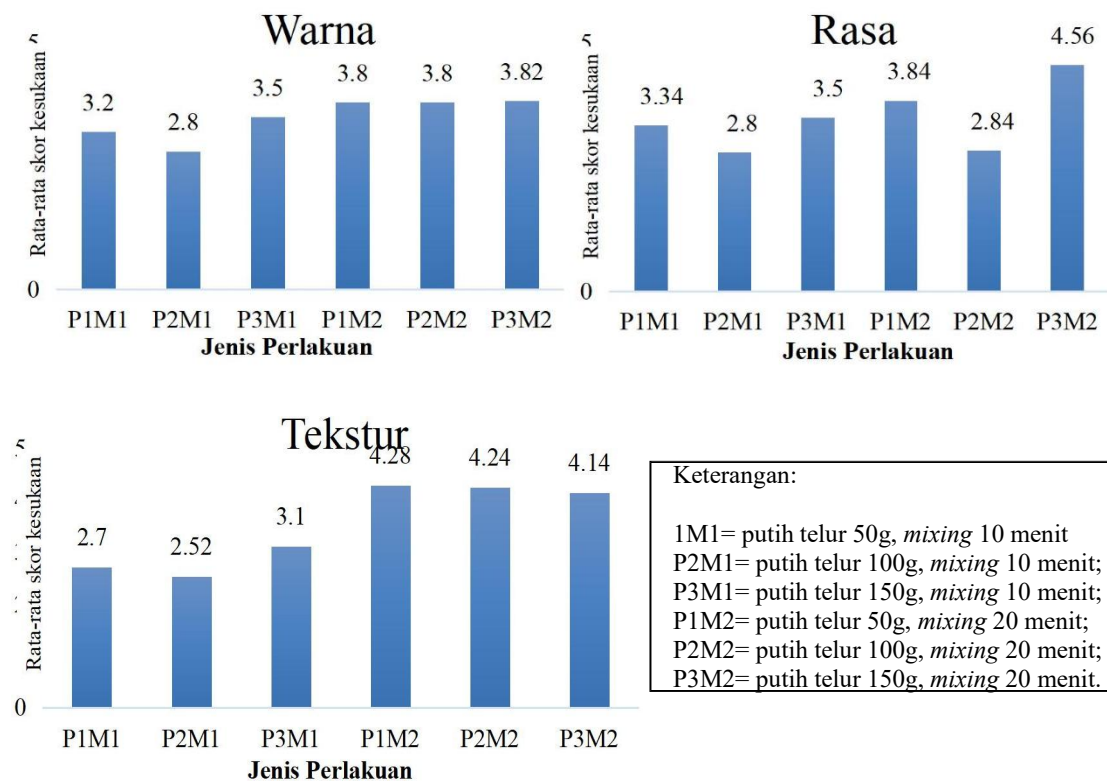 Warna
5
Rata-rata skor kesukaan
3.2
2.8
3.5
3.8
3.8
3.82
0
P1M1 P2M1 P3M1 P1M2 P2M2 P3M2
Jenis Perlakuan
Rasa
5
Rata-rata skor kesukaan
3.34
2.8
3.5
3.84
2.84
4.56
0
P1M1 P2M1 P3M1 P1M2 P2M2 P3M2
Jenis Perlakuan
Tekstur
5
Rata-rata skor kesukaan
2.7
2.52
3.1
4.28
4.24
4.14
0
P1M1 P2M1 P3M1 P1M2 P2M2 P3M2
Jenis Perlakuan
Keterangan:
1M1= putih telur 50g, mixing 10 menit
P2M1= putih telur 100g, mixing 10 menit;
P3M1= putih telur 150g, mixing 10 menit;
P1M2= putih telur 50g, mixing 20 menit;
P2M2= putih telur 100g, mixing 20 menit;
P3M2= putih telur 150g, mixing 20 menit.